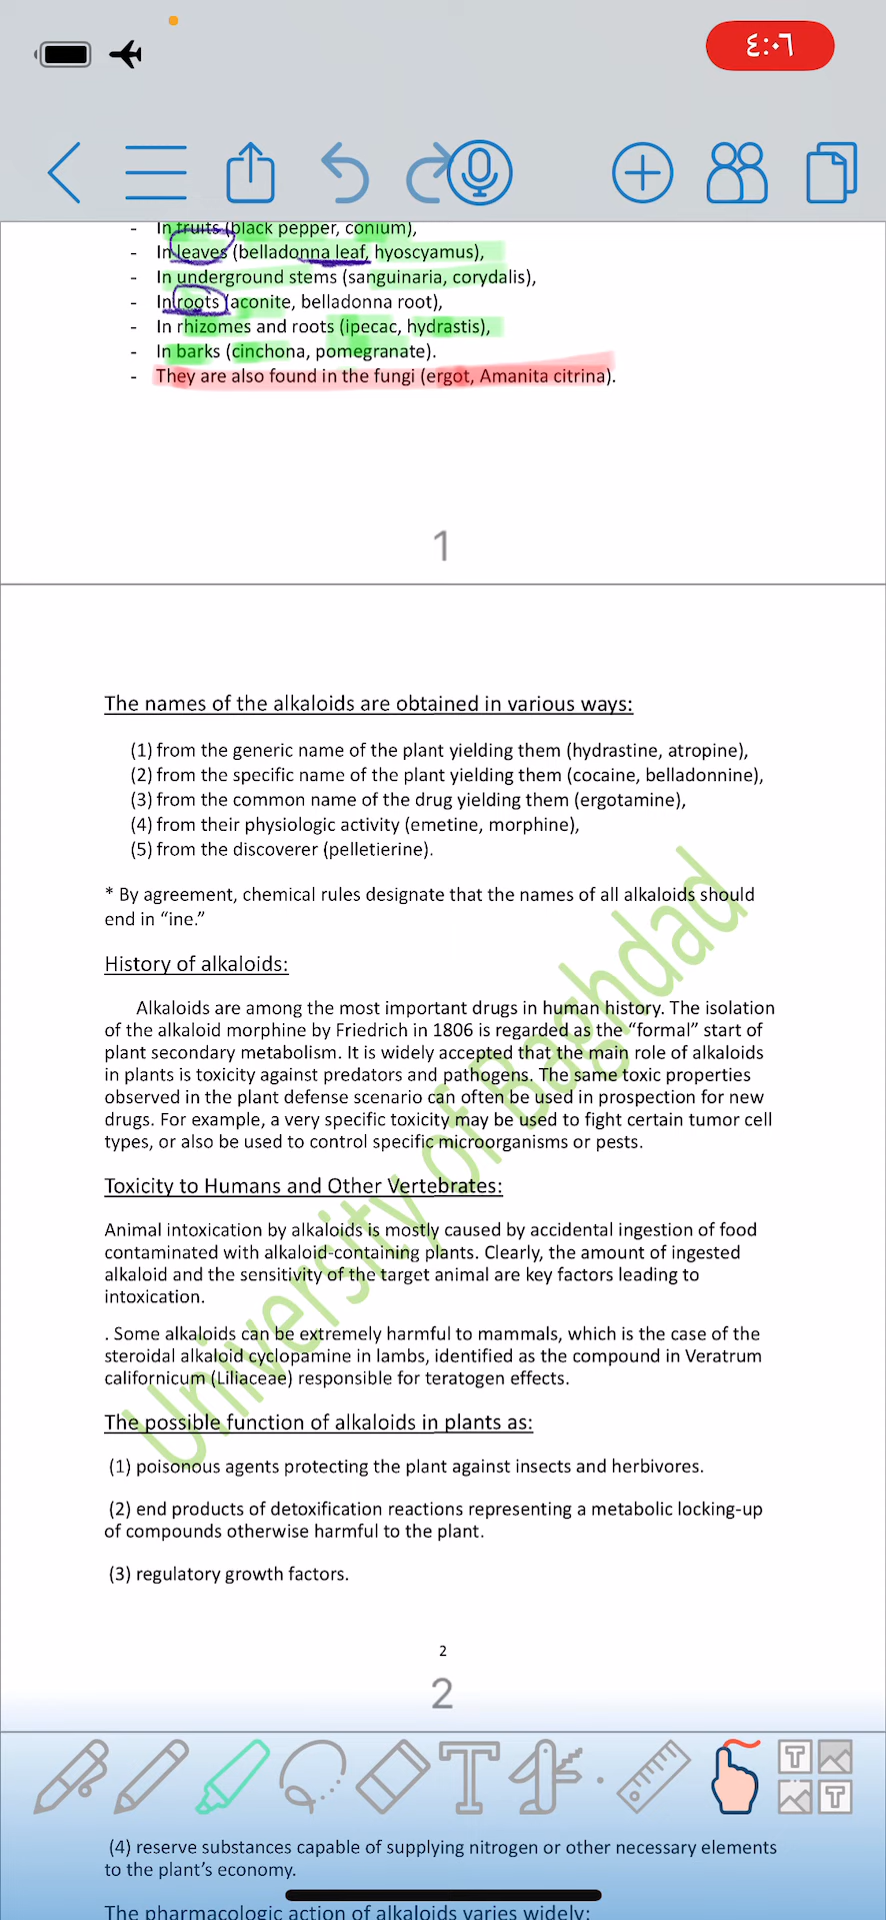 ٤:٠٦
- In fruits (black pepper, conium),
- In leaves (belladonna leaf, hyoscyamus),
- In underground stems (sanguinaria, corydalis),
- In roots (aconite, belladonna root),
- In rhizomes and roots (ipecac, hydrastis),
- In barks (cinchona, pomegranate).
- They are also found in the fungi (ergot, Amanita citrina).
1
The names of the alkaloids are obtained in various ways:
(1) from the generic name of the plant yielding them (hydrastine, atropine),
(2) from the specific name of the plant yielding them (cocaine, belladonnine),
(3) from the common name of the drug yielding them (ergotamine),
(4) from their physiologic activity (emetine, morphine),
(5) from the discoverer (pelletierine).
* By agreement, chemical rules designate that the names of all alkaloids should
end in “ine.”
History of alkaloids:
Alkaloids are among the most important drugs in human history. The isolation
of the alkaloid morphine by Friedrich in 1806 is regarded as the “formal” start of
plant secondary metabolism. It is widely accepted that the main role of alkaloids
in plants is toxicity against predators and pathogens. The same toxic properties
observed in the plant defense scenario can often be used in prospection for new
drugs. For example, a very specific toxicity may be used to fight certain tumor cell
types, or also be used to control specific microorganisms or pests.
Toxicity to Humans and Other Vertebrates:
Animal intoxication by alkaloids is mostly caused by accidental ingestion of food
contaminated with alkaloid-containing plants. Clearly, the amount of ingested
alkaloid and the sensitivity of the target animal are key factors leading to
intoxication.
. Some alkaloids can be extremely harmful to mammals, which is the case of the
steroidal alkaloid cyclopamine in lambs, identified as the compound in Veratrum
californicum (Liliaceae) responsible for teratogen effects.
The possible function of alkaloids in plants as:
(1) poisonous agents protecting the plant against insects and herbivores.
(2) end products of detoxification reactions representing a metabolic locking-up
of compounds otherwise harmful to the plant.
(3) regulatory growth factors.
University of Baghdad
2
2
T
T
T
(4) reserve substances capable of supplying nitrogen or other necessary elements
to the plant’s economy.
The pharmacologic action of alkaloids varies widely: